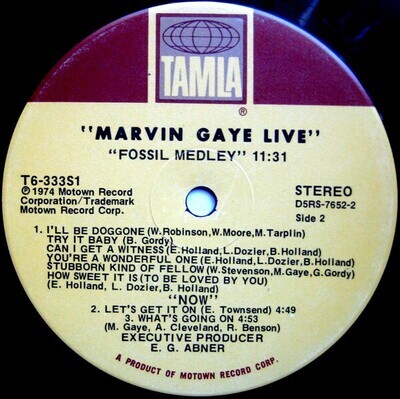 TAMLA
®
"MARVIN GAYE LIVE"
"FOSSIL MEDLEY" 11:31
T6-333S1
℗ 1974 Motown Record
Corporation/Trademark
Motown Record Corp.
STEREO
D5RS-7652-2
Side 2
1. I'LL BE DOGGONE (W.Robinson,W.Moore,M.Tarplin)
TRY IT BABY (B. Gordy)
CAN I GET A WITNESS (E.Holland,L.Dozier,B.Holland)
YOU'RE A WONDERFUL ONE (E.Holland,L.Dozier,B.Holland)
STUBBORN KIND OF FELLOW (W.Stevenson,M.Gaye,G.Gordy)
HOW SWEET IT IS (TO BE LOVED BY YOU)
(E. Holland, L. Dozier, B. Holland)
"NOW"
2. LET'S GET IT ON (E. Townsend) 4:49
3. WHAT'S GOING ON 4:53
(M. Gaye, A. Cleveland, R. Benson)
EXECUTIVE PRODUCER
E. G. ABNER
A PRODUCT OF MOTOWN RECORD CORP.